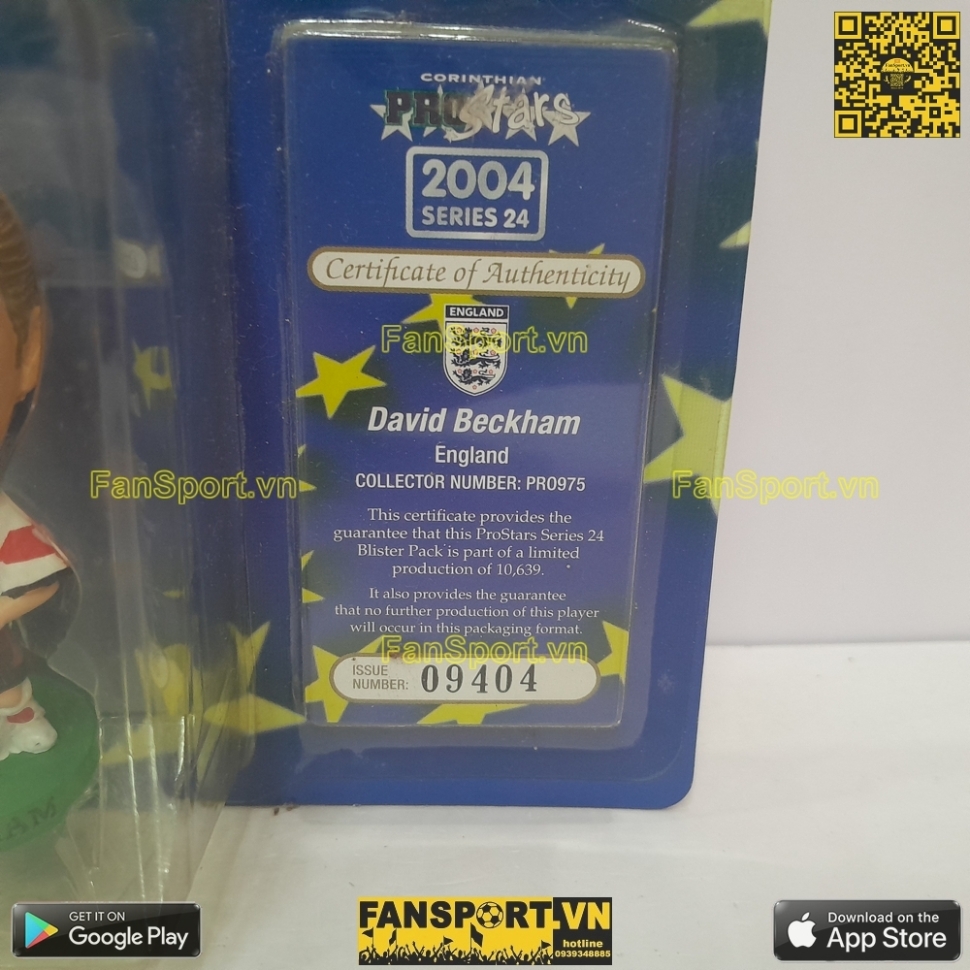 CORINTHIAN
PROStars
2004
SERIES 24
Certificate of Authenticity
ENGLAND
FanSport.vn
David Beckham
England
COLLECTOR NUMBER: PRO975
FanSport.vn
FanSport.vn
This certificate provides the
guarantee that this ProStars Series 24
Blister Pack is part of a limited
production of 10,639.
It also provides the guarantee
that no further production of this player
will occur in this packaging format.
FanSport.vn
ISSUE
NUMBER: 09404
HAM
GET IT ON
Google Play
FANSPORT.VN
hotline
0939348885
Download on the
App Store